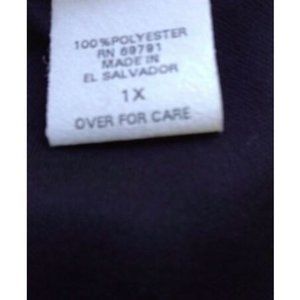 100%POLYESTER
RN 69791
MADE IN
EL SALVADOR
1X
OVER FOR CARE